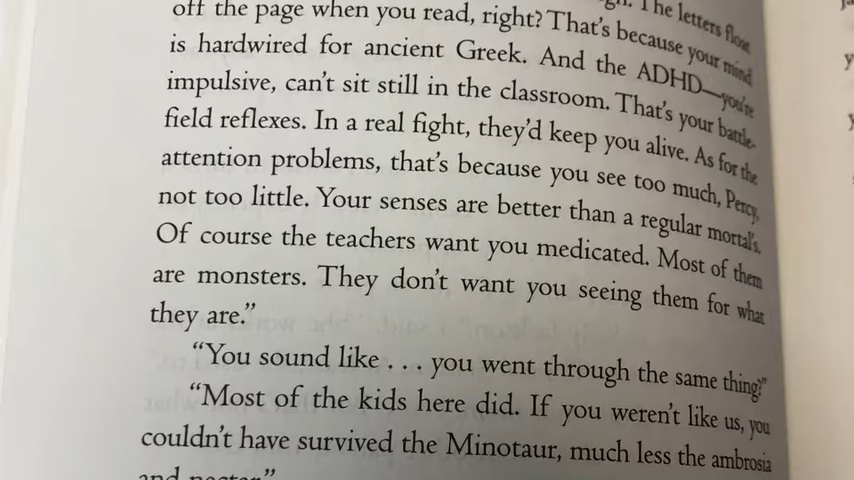 The letters float
off the page when you read, right? That's because your mind
is hardwired for ancient Greek. And the ADHD—you're
impulsive, can't sit still in the classroom. That's your battle-
field reflexes. In a real fight, they'd keep you alive. As for the
attention problems, that's because you see too much, Percy,
not too little. Your senses are better than a regular mortal's.
Of course the teachers want you medicated. Most of them
are monsters. They don't want you seeing them for what
they are.”
“You sound like . . . you went through the same thing?”
“Most of the kids here did. If you weren't like us, you
couldn't have survived the Minotaur, much less the ambrosia
and nectar.”